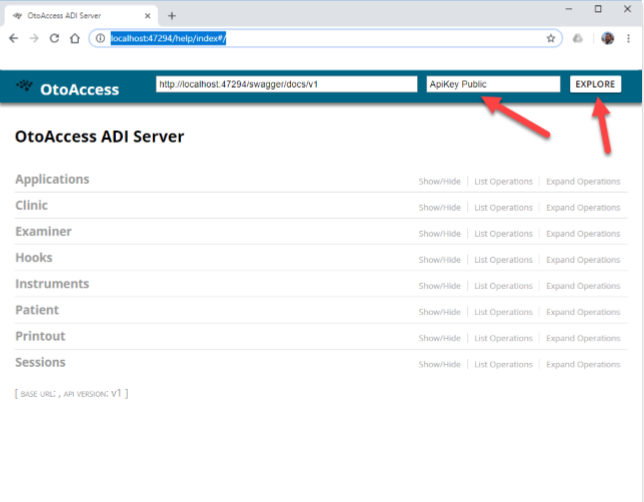 OtoAccess ADI Server
localhost:47294/help/index#/
OtoAccess http://localhost:47294/swagger/docs/v1 ApiKey Public EXPLORE
OtoAccess ADI Server
Applications Show/Hide List Operations Expand Operations
Clinic Show/Hide List Operations Expand Operations
Examiner Show/Hide List Operations Expand Operations
Hooks Show/Hide List Operations Expand Operations
Instruments Show/Hide List Operations Expand Operations
Patient Show/Hide List Operations Expand Operations
Printout Show/Hide List Operations Expand Operations
Sessions Show/Hide List Operations Expand Operations
[ BASE URL: , API VERSION: v1 ]